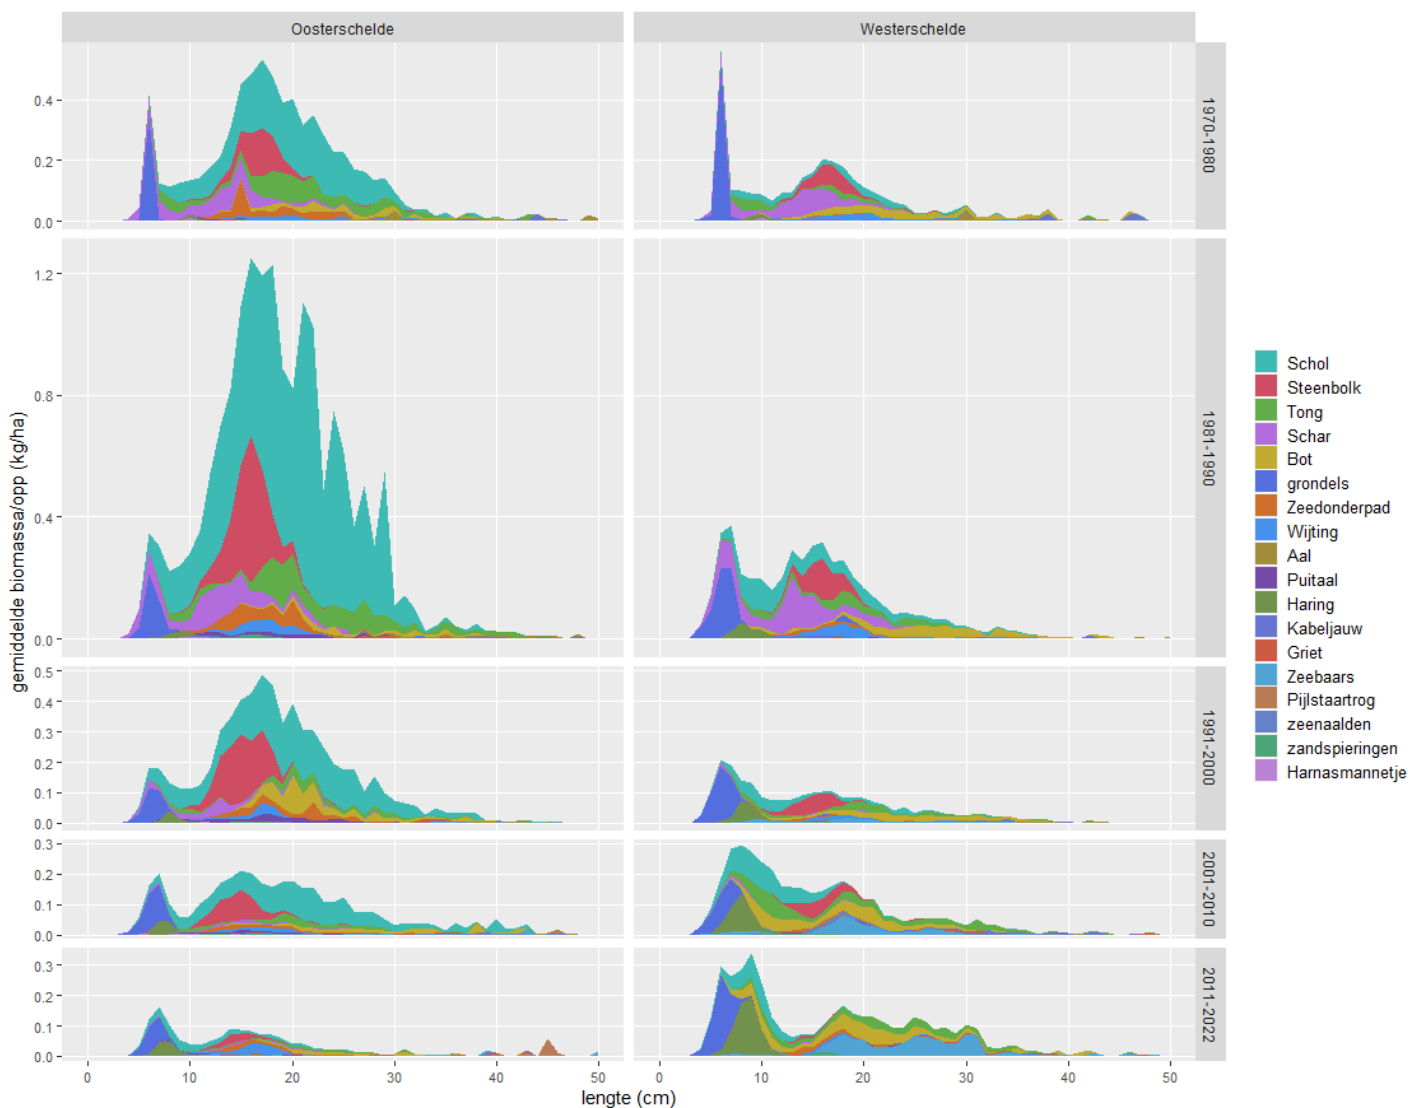 Oosterschelde
Westerschelde
gemiddelde biomassa/opp (kg/ha)
0.4
0.2
0.0
1970-1980
1.2
0.8
0.4
0.0
1981-1990
0.5
0.4
0.3
0.2
0.1
0.0
1991-2000
0.3
0.2
0.1
0.0
2001-2010
0.3
0.2
0.1
0.0
2011-2022
0 10 20 30 40 50
0 10 20 30 40 50
lengte (cm)
Schol
Steenbolk
Tong
Schar
Bot
grondels
Zeedonderpad
Wijting
Aal
Puitaal
Haring
Kabeljauw
Griet
Zeebaars
Pijlstaartrog
zeenaalden
zandspieringen
Harnasmannetje